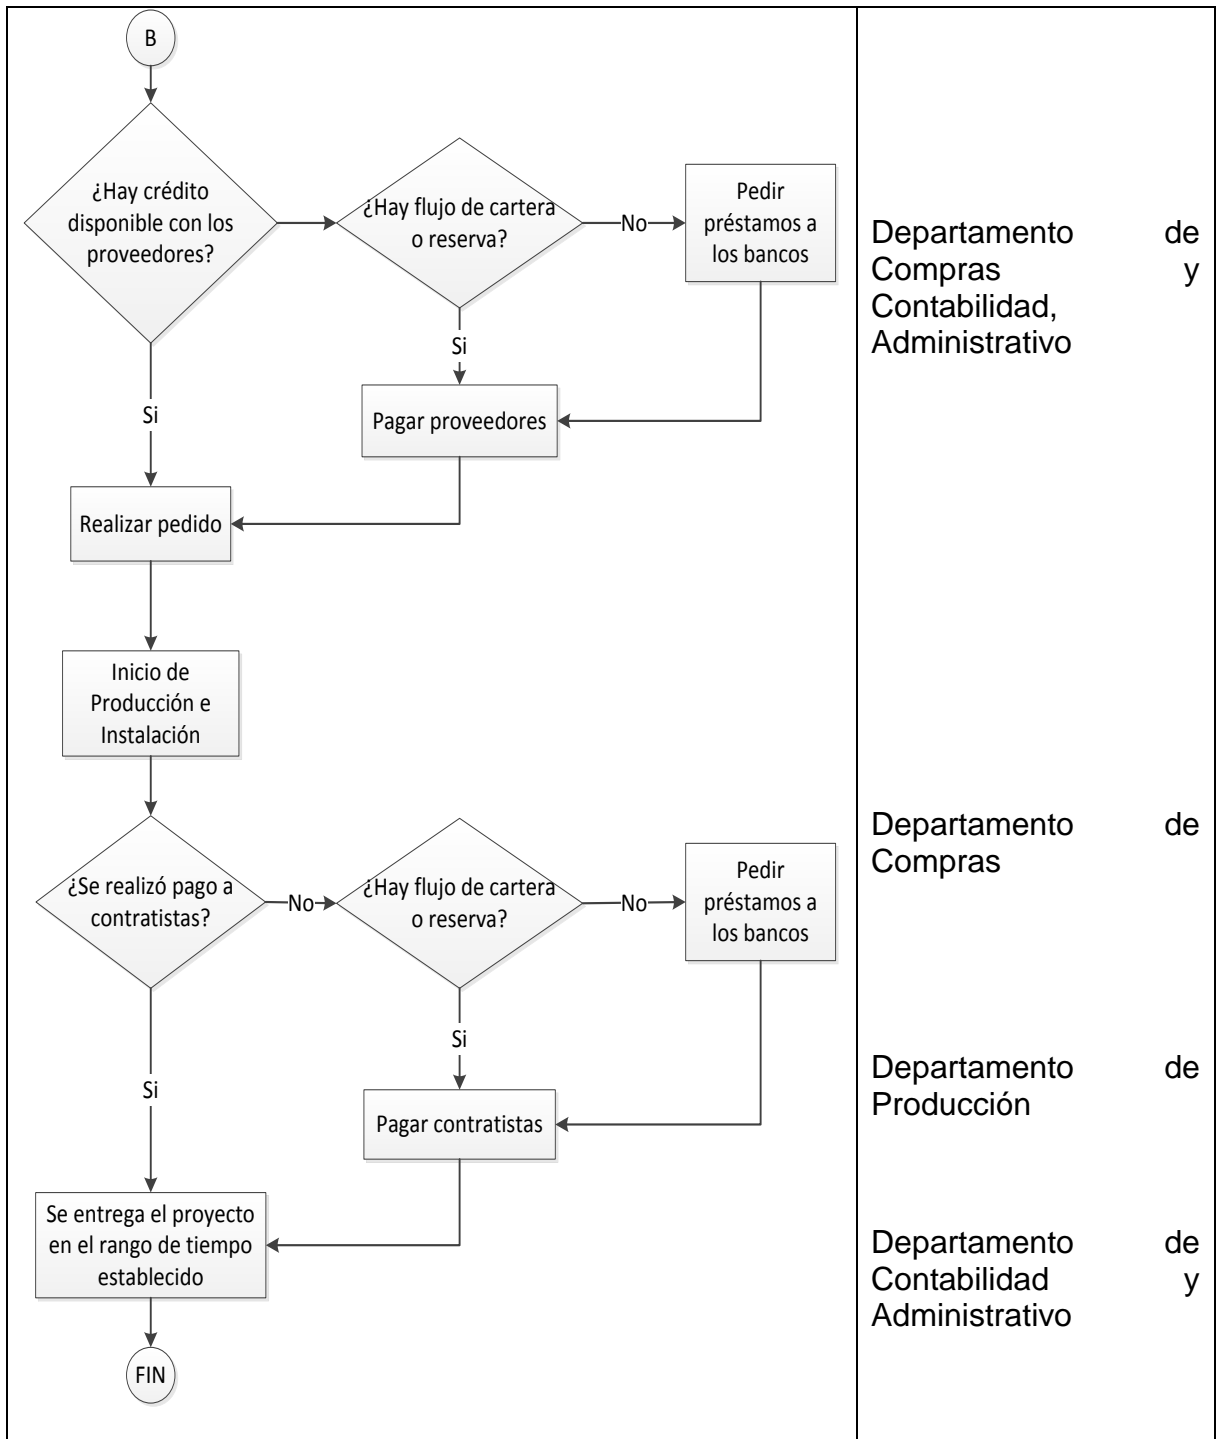 B
¿Hay crédito
disponible con los
proveedores?
¿Hay flujo de cartera
o reserva?
No
Pedir
préstamos a
los bancos
Si
Pagar proveedores
Si
Realizar pedido
Inicio de
Producción e
Instalación
¿Se realizó pago a
contratistas?
No
¿Hay flujo de cartera
o reserva?
No
Pedir
préstamos a
los bancos
Si
Pagar contratistas
Si
Se entrega el proyecto
en el rango de tiempo
establecido
FIN
Departamento de
Compras y
Contabilidad,
Administrativo
Departamento de
Compras
Departamento de
Producción
Departamento de
Contabilidad y
Administrativo